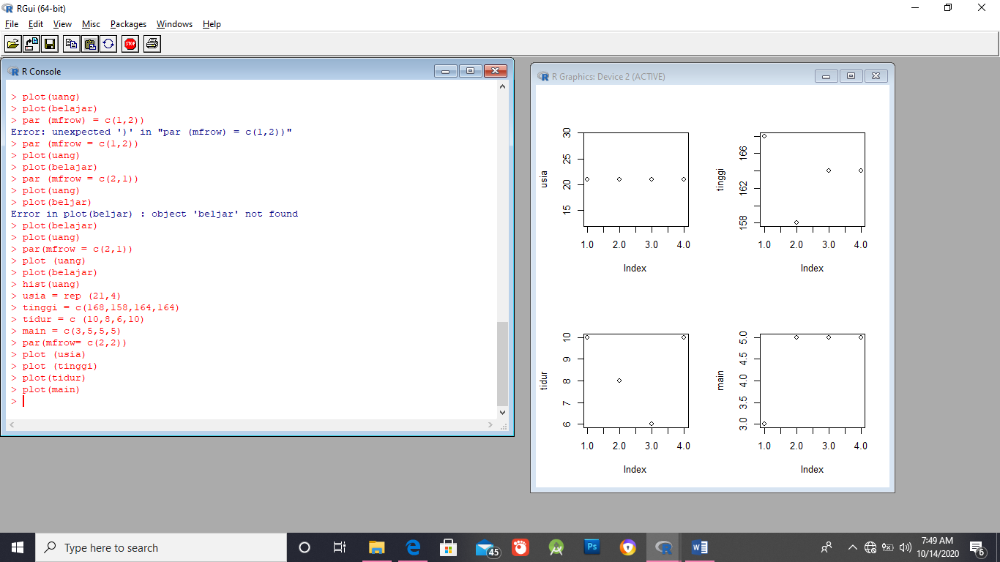 RGui (64-bit)
File Edit View Misc Packages Windows Help
STOP
R Console
> plot(uang)
> plot(belajar)
> par (mfrow) = c(1,2))
Error: unexpected ')' in "par (mfrow) = c(1,2))"
> par (mfrow = c(1,2))
> plot(uang)
> plot(belajar)
> par (mfrow = c(2,1))
> plot(uang)
> plot(beljar)
Error in plot(beljar) : object 'beljar' not found
> plot(belajar)
> plot(uang)
> par(mfrow = c(2,1))
> plot (uang)
> plot(belajar)
> hist(uang)
> usia = rep (21,4)
> tinggi = c(168,158,164,164)
> tidur = c (10,8,6,10)
> main = c(3,5,5,5)
> par(mfrow= c(2,2))
> plot (usia)
> plot (tinggi)
> plot(tidur)
> plot(main)
>
R Graphics: Device 2 (ACTIVE)
usia
15 20 25 30
1.0 2.0 3.0 4.0
Index
tinggi
158 162 166
1.0 2.0 3.0 4.0
Index
tidur
6 7 8 9 10
1.0 2.0 3.0 4.0
Index
main
3.0 3.5 4.0 4.5 5.0
1.0 2.0 3.0 4.0
Index
Type here to search
45
Ps
R
W
7:49 AM
10/14/2020
6